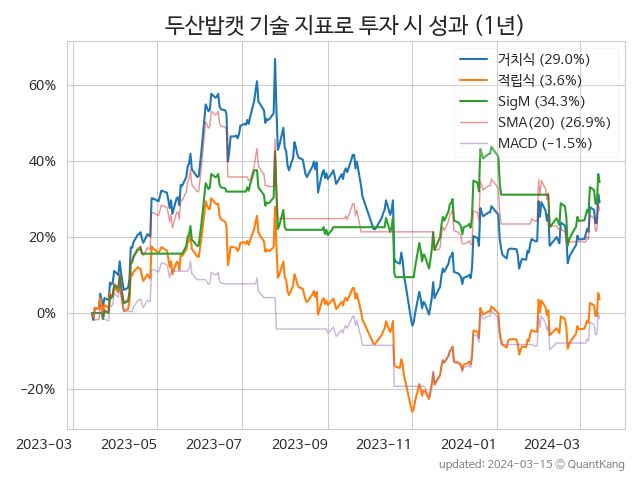 두산밥캣 기술 지표로 투자 시 성과 (1년)
거치식 (29.0%)
적립식 (3.6%)
SigM (34.3%)
SMA(20) (26.9%)
MACD (−1.5%)
60%
40%
20%
0%
−20%
2023-03 2023-05 2023-07 2023-09 2023-11 2024-01 2024-03
updated: 2024-03-15 ⓒ QuantKang